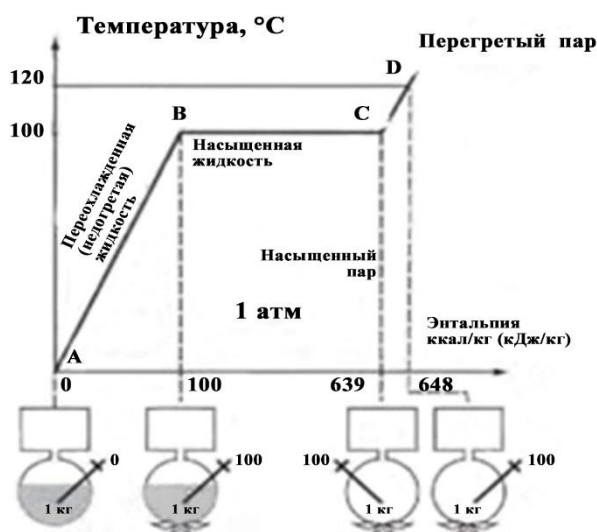 Температура, °C
Перегретый пар
D
120
B
C
100
Насыщенная
жидкость
Переохлажденная
(недогретая)
жидкость
Насыщенный
пар
1 атм
Энтальпия
ккал/кг (кДж/кг)
A
0
100
639
648
0
100
100
100
1 кг
1 кг
1 кг
1 кг